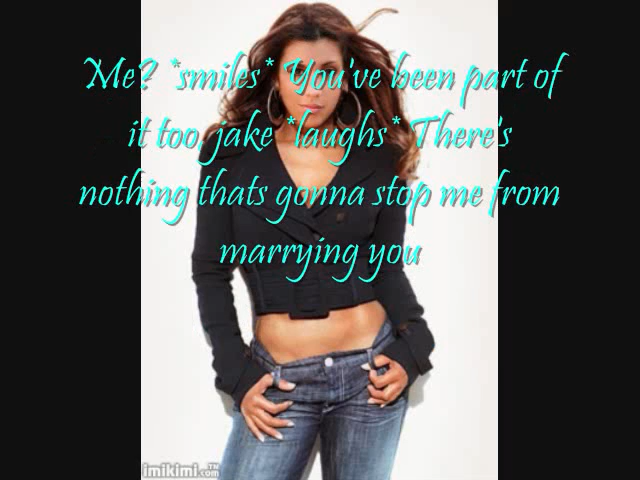 Me? *smiles* You've been part of
it too, jake *laughs* There's
nothing thats gonna stop me from
marrying you
imikimi.com™